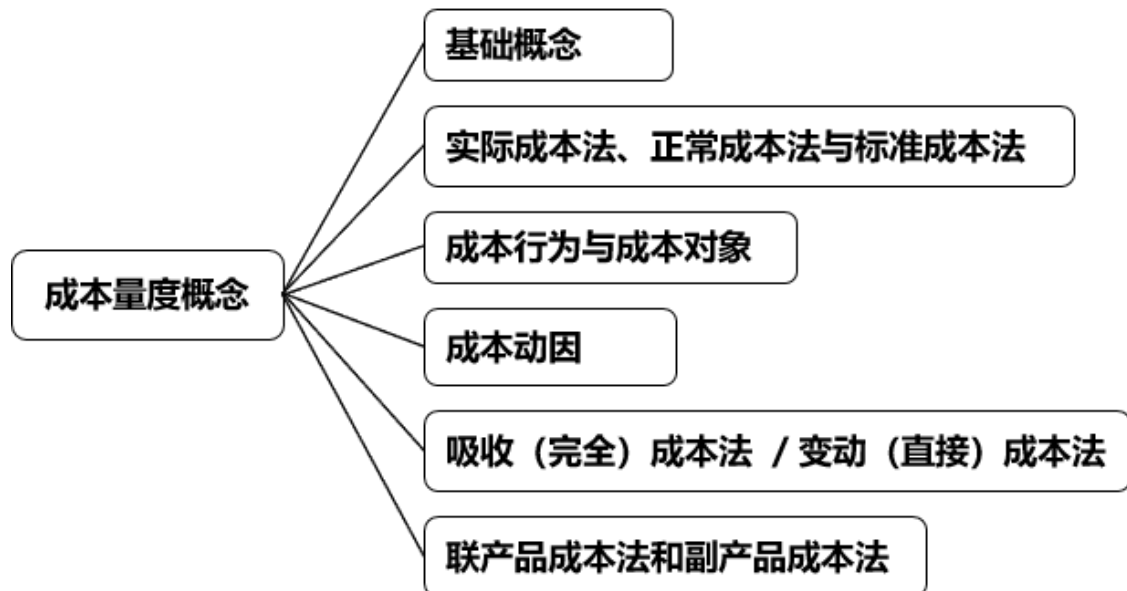 基础概念
实际成本法、正常成本法与标准成本法
成本行为与成本对象
成本量度概念
成本动因
吸收（完全）成本法 / 变动（直接）成本法
联产品成本法和副产品成本法